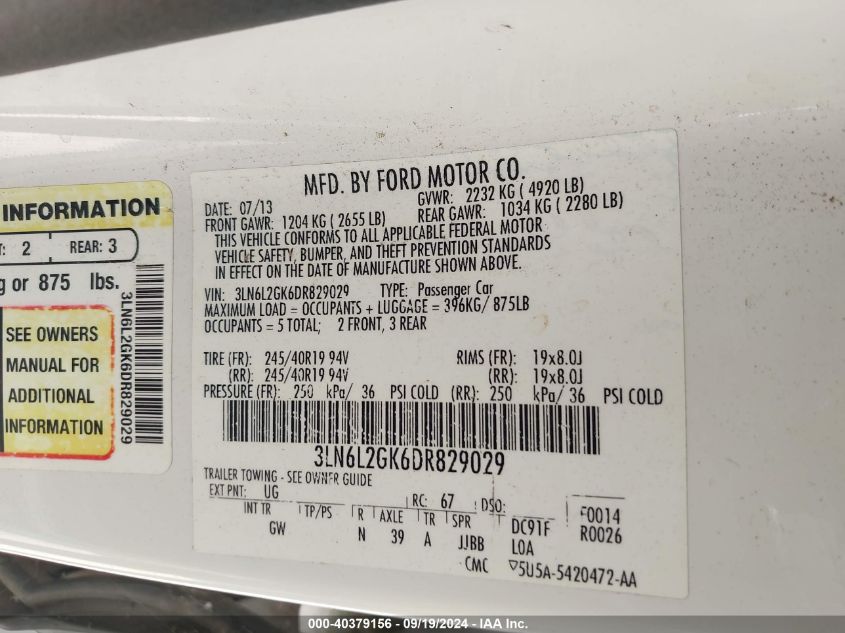 INFORMATION
: 2 REAR: 3
g or 875 lbs.
SEE OWNERS
MANUAL FOR
ADDITIONAL
INFORMATION
3LN6L2GK6DR829029
MFD. BY FORD MOTOR CO.
DATE: 07/13 GVWR: 2232 KG ( 4920 LB)
FRONT GAWR: 1204 KG ( 2655 LB) REAR GAWR: 1034 KG ( 2280 LB)
THIS VEHICLE CONFORMS TO ALL APPLICABLE FEDERAL MOTOR
VEHICLE SAFETY, BUMPER, AND THEFT PREVENTION STANDARDS
IN EFFECT ON THE DATE OF MANUFACTURE SHOWN ABOVE.
VIN: 3LN6L2GK6DR829029 TYPE: Passenger Car
MAXIMUM LOAD = OCCUPANTS + LUGGAGE = 396KG/ 875LB
OCCUPANTS = 5 TOTAL; 2 FRONT, 3 REAR
TIRE (FR): 245/40R19 94V RIMS (FR): 19x8.0J
(RR): 245/40R19 94V (RR): 19x8.0J
PRESSURE (FR): 250 kPa/ 36 PSI COLD (RR): 250 kPa/ 36 PSI COLD
3LN6L2GK6DR829029
TRAILER TOWING - SEE OWNER GUIDE
EXT PNT: UG RC: 67 DSO: F0014
INT TR TP/PS R AXLE TR SPR DC91F R0026
GW N 39 A JJBB LOA
CMC 5U5A-5420472-AA
000-40379156 - 09/19/2024 - IAA Inc.